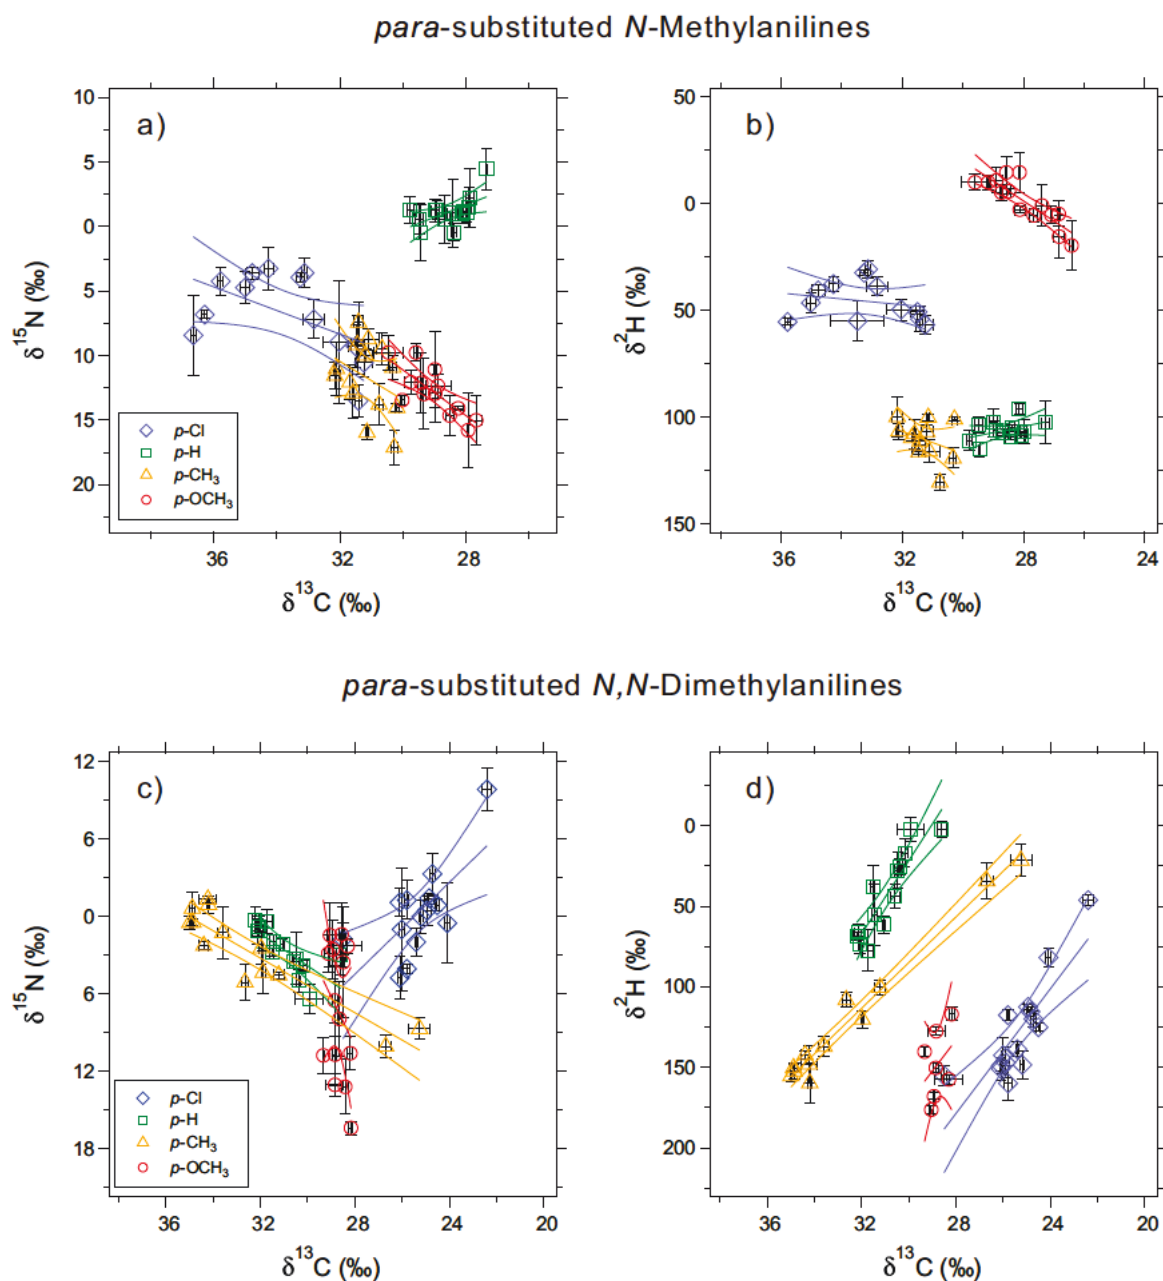 para-substituted N-Methylanilines
a)
10
5
0
5
10
15
20
δ¹⁵N (‰)
p-Cl
p-H
p-CH₃
p-OCH₃
36
32
28
δ¹³C (‰)
b)
50
0
50
100
150
δ²H (‰)
36
32
28
24
δ¹³C (‰)
para-substituted N,N-Dimethylanilines
c)
12
6
0
6
12
18
δ¹⁵N (‰)
p-Cl
p-H
p-CH₃
p-OCH₃
36
32
28
24
20
δ¹³C (‰)
d)
0
50
100
150
200
δ²H (‰)
36
32
28
24
20
δ¹³C (‰)